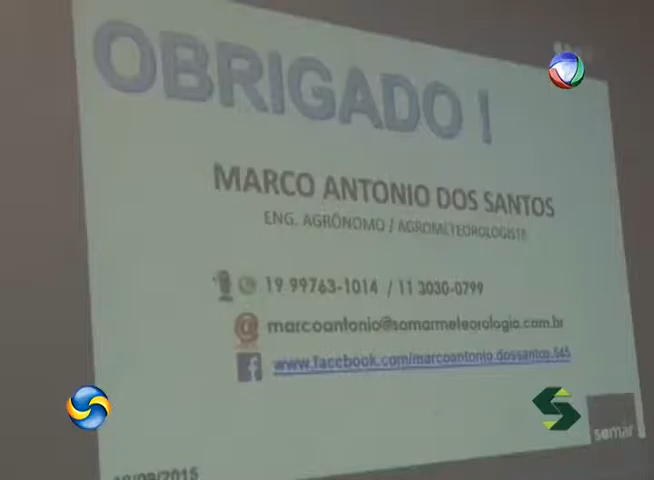 OBRIGADO !
MARCO ANTONIO DOS SANTOS
ENG. AGRÔNOMO / AGROMETEOROLOGISTA
19 99763-1014 / 11 3030-0799
marcoantonio@somarmeteorologia.com.br
www.facebook.com/marcoantonio.dossantos.545
somar
/2015